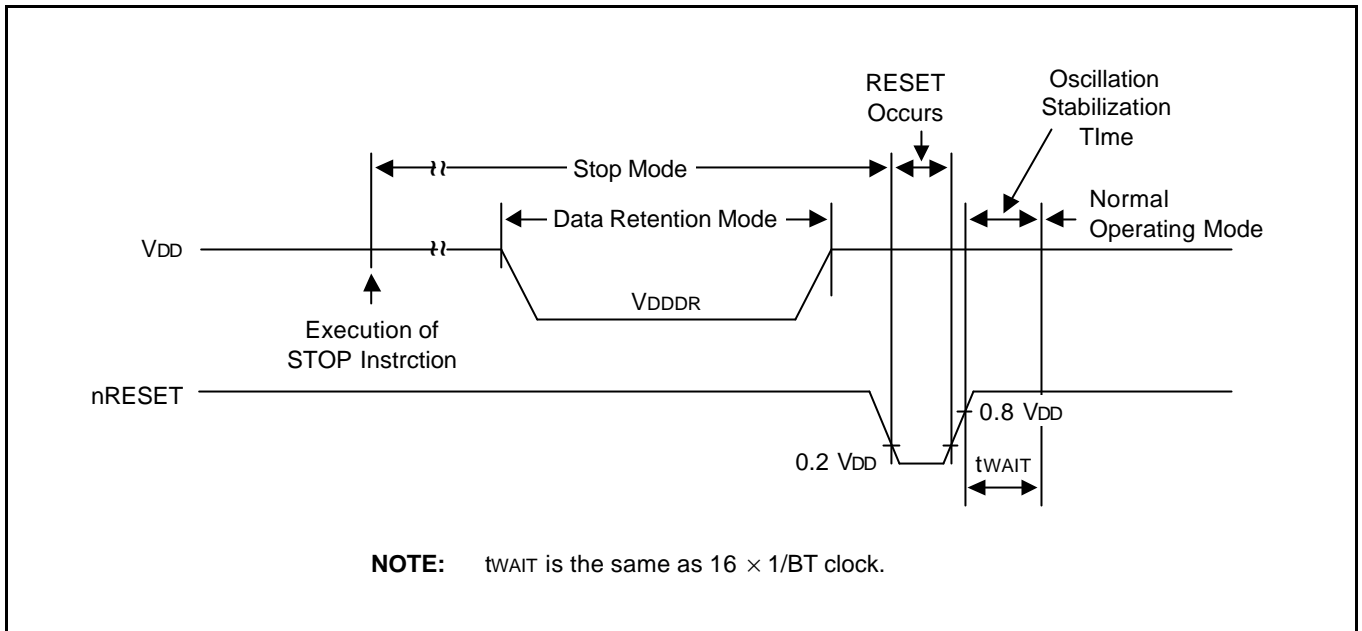 RESET
Occurs
Oscillation
Stabilization
TIme
Stop Mode
Data Retention Mode
Normal
Operating Mode
VDD
VDDDR
Execution of
STOP Instrction
nRESET
0.8 VDD
0.2 VDD
tWAIT
NOTE: tWAIT is the same as 16 × 1/BT clock.